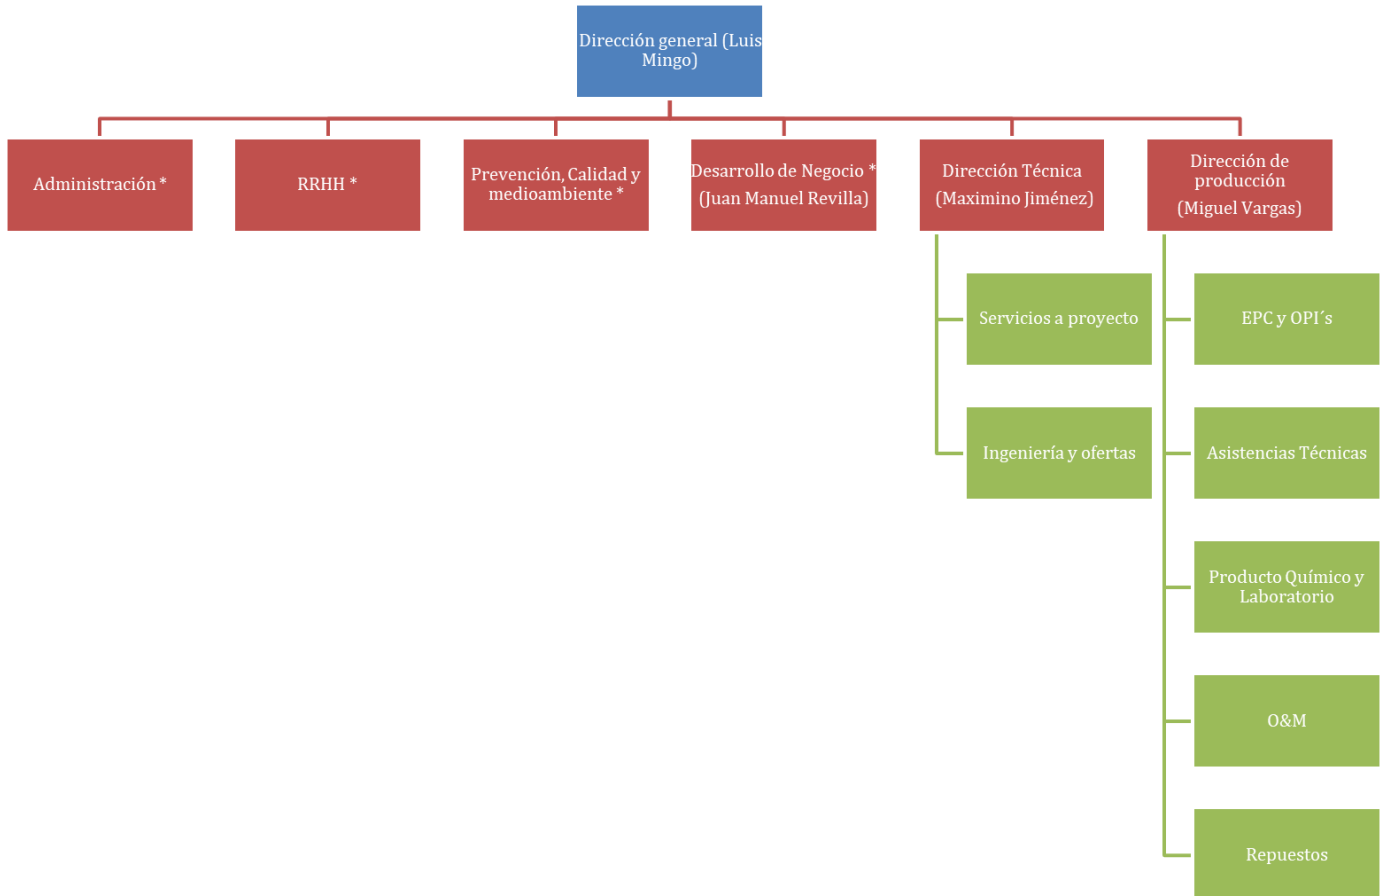 Dirección general (Luis
Mingo)
Administración *
RRHH *
Prevención, Calidad y
medioambiente *
Desarrollo de Negocio *
(Juan Manuel Revilla)
Dirección Técnica
(Maximino Jiménez)
Dirección de
producción
(Miguel Vargas)
Servicios a proyecto
Ingeniería y ofertas
EPC y OPI´s
Asistencias Técnicas
Producto Químico y
Laboratorio
O&M
Repuestos